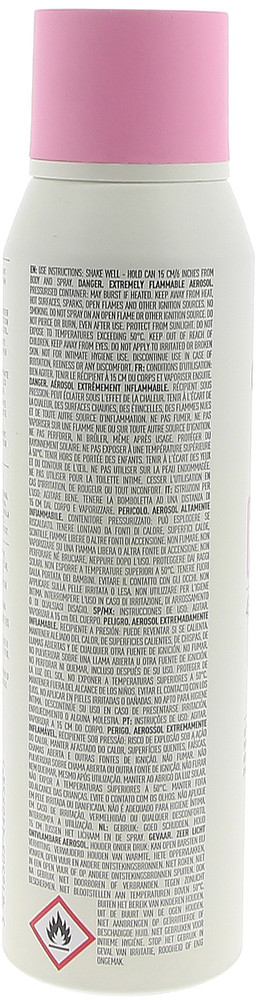 EN: USE INSTRUCTIONS: SHAKE WELL - HOLD CAN 15 CM/6 INCHES FROM
BODY AND SPRAY. DANGER, EXTREMELY FLAMMABLE AEROSOL.
PRESSURISED CONTAINER: MAY BURST IF HEATED. KEEP AWAY FROM HEAT,
HOT SURFACES, SPARKS, OPEN FLAMES AND OTHER IGNITION SOURCES. NO
SMOKING. DO NOT SPRAY ON AN OPEN FLAME OR OTHER IGNITION SOURCE. DO
NOT PIERCE OR BURN, EVEN AFTER USE. PROTECT FROM SUNLIGHT. DO NOT
EXPOSE TO TEMPERATURES EXCEEDING 50°C. KEEP OUT OF REACH OF
CHILDREN. KEEP AWAY FROM EYES. DO NOT APPLY TO IRRITATED OR BROKEN
SKIN. NOT FOR INTIMATE HYGIENE USE. DISCONTINUE USE IN CASE OF
IRRITATION, REDNESS OR ANY DISCOMFORT. FR: CONDITIONS D'UTILISATION:
BIEN AGITER, TENIR LE RÉCIPIENT À 15 CM DU CORPS ET VAPORISER ENSUITE.
DANGER, AÉROSOL EXTRÊMEMENT INFLAMMABLE. RÉCIPIENT SOUS
PRESSION: PEUT ÉCLATER SOUS L'EFFET DE LA CHALEUR. TENIR À L'ÉCART DE
LA CHALEUR, DES SURFACES CHAUDES, DES ÉTINCELLES, DES FLAMMES NUES
ET DE TOUTE AUTRE SOURCE D'IGNITION. NE PAS FUMER. NE PAS
VAPORISER SUR UNE FLAMME NUE OU SUR TOUTE AUTRE SOURCE D'IGNITION.
NE PAS PERFORER, NI BRÛLER, MÊME APRÈS USAGE. PROTÉGER DU
RAYONNEMENT SOLAIRE. NE PAS EXPOSER À UNE TEMPÉRATURE SUPÉRIEURE
À 50°C. TENIR HORS DE PORTÉE DES ENFANTS. TENIR À L'ÉCART DES YEUX
ET DU CONTOUR DE L'ŒIL. NE PAS UTILISER SUR LA PEAU ENDOMMAGÉE.
NE PAS UTILISER POUR LA TOILETTE INTIME. CESSER L'UTILISATION EN
CAS D'IRRITATION, DE ROUGEUR OU TOUT INCONFORT. IT: ISTRUZIONI PER
L'USO: AGITARE BENE. TENERE LA BOMBOLETTA AD UNA DISTANZA DI
15 CM DAL CORPO E VAPORIZZARE. PERICOLO, AEROSOL ALTAMENTE
INFIAMMABILE. CONTENITORE PRESSURIZZATO: PUÒ ESPLODERE SE
RISCALDATO. TENERE LONTANO DA FONTI DI CALORE, SUPERFICI CALDE,
SCINTILLE, FIAMME LIBERE O ALTRE FONTI DI ACCENSIONE. NON FUMARE. NON
VAPORIZZARE SU UNA FIAMMA LIBERA O ALTRA FONTE DI ACCENSIONE. NON
PERFORARE NÉ BRUCIARE, NEPPURE DOPO L'USO. PROTEGGERE DAI RAGGI
SOLARI. NON ESPORRE A TEMPERATURE SUPERIORI A 50°C. TENERE FUORI DALLA
PORTATA DEI BAMBINI. EVITARE IL CONTATTO CON GLI OCCHI. NON
APPLICARE SULLA PELLE IRRITATA O LESA. NON UTILIZZARE PER L'IGIENE
INTIMA. INTERROMPERE L'USO IN CASO DI IRRITAZIONE, DI ARROSSAMENTO
O DI QUALSIASI DISAGIO. SP/MX: INSTRUCCIONES DE USO: AGITAR.
MANTENER A 15 CM DEL CUERPO. PELIGRO, AEROSOL EXTREMADAMENTE
INFLAMABLE. RECIPIENTE A PRESIÓN: PUEDE REVENTAR SI SE CALIENTA.
MANTENER ALEJADO DEL CALOR, DE SUPERFICIES CALIENTES, DE CHISPAS, DE
LLAMAS ABIERTAS Y DE CUALQUIER OTRA FUENTE DE IGNICIÓN. NO FUMAR.
NO PULVERIZAR SOBRE UNA LLAMA ABIERTA U OTRA FUENTE DE IGNICIÓN.
NO PERFORAR NI QUEMAR, INCLUSO DESPUÉS DE SU USO. PROTEGER DE
LA LUZ DEL SOL. NO EXPONER A TEMPERATURAS SUPERIORES A 50°C.
MANTENER FUERA DEL ALCANCE DE LOS NIÑOS. EVITAR EL CONTACTO CON LOS
OJOS. NO APLICAR EN PIELES IRRITADAS O DAÑADAS. NO APTO PARA HIGIENE
ÍNTIMA. DESCONTINÚE SU USO EN CASO DE PRESENTARSE IRRITACIÓN,
ENROJECIMIENTO O ALGUNA MOLESTIA. PT: INSTRUÇÕES DE USO: AGITAR.
MANTER A 15 CM DO CORPO. PERIGO, AEROSSOL EXTREMAMENTE
INFLAMÁVEL. RECIPIENTE SOB PRESSÃO: RISCO DE EXPLOSÃO SOB A AÇÃO
DO CALOR. MANTER AFASTADO DO CALOR, SUPERFÍCIES QUENTES, FAÍSCAS,
CHAMAS ABERTAS E OUTRAS FONTES DE IGNIÇÃO. NÃO FUMAR. NÃO
PULVERIZAR SOBRE CHAMA ABERTA OU OUTRA FONTE DE IGNIÇÃO. NÃO FURAR
NEM QUEIMAR, MESMO APÓS UTILIZAÇÃO. MANTER AO ABRIGO DA LUZ SOLAR.
NÃO EXPOR A TEMPERATURAS SUPERIORES A 50°C. MANTER FORA DO
ALCANCE DAS CRIANÇAS. EVITE O CONTATO COM OS OLHOS. NÃO APLICAR EM
PELE IRRITADA OU DANIFICADA. NÃO É ADEQUADO PARA HIGIENE ÍNTIMA.
EM CASO DE IRRITAÇÃO, VERMELHIDÃO OU QUALQUER DESCONFORTO,
DESCONTINUAR O USO. NL: GEBRUIK: GOED SCHUDDEN. HOUD
15 CM TUSSEN HET LICHAAM EN DE SPRAY. GEVAAR, ZEER LICHT
ONTVLAMBARE AEROSOL. HOUDER ONDER DRUK: KAN OPEN BARSTEN BIJ
VERHITTING. VERWIJDERD HOUDEN VAN WARMTE, HETE OPPERVLAKKEN,
VONKEN, OPEN VUUR EN ANDERE ONTSTEKINGSBRONNEN. NIET ROKEN. NIET
IN OPEN VUUR OF OP ANDERE ONTSTEKINGSBRONNEN SPUITEN. OOK NA
GEBRUIK, NIET DOORBOREN OF VERBRANDEN. TEGEN ZONLICHT
BESCHERMEN. NIET BLOOTSTELLEN AAN TEMPERATUREN BOVEN 50°C.
BUITEN HET BEREIK VAN KINDEREN HOUDEN.
UIT DE BUURT VAN DE OGEN HOUDEN.
NIET AANBRENGEN OP GEÏRRITEERDE OF
BESCHADIGDE HUID. NIET VOOR GEBRUIK
INTIEME HYGIËNE. STOP HET GEBRUIK IN
GEVAL VAN IRRITATIE, ROODHEID OF ENIG
ONGEMAK.